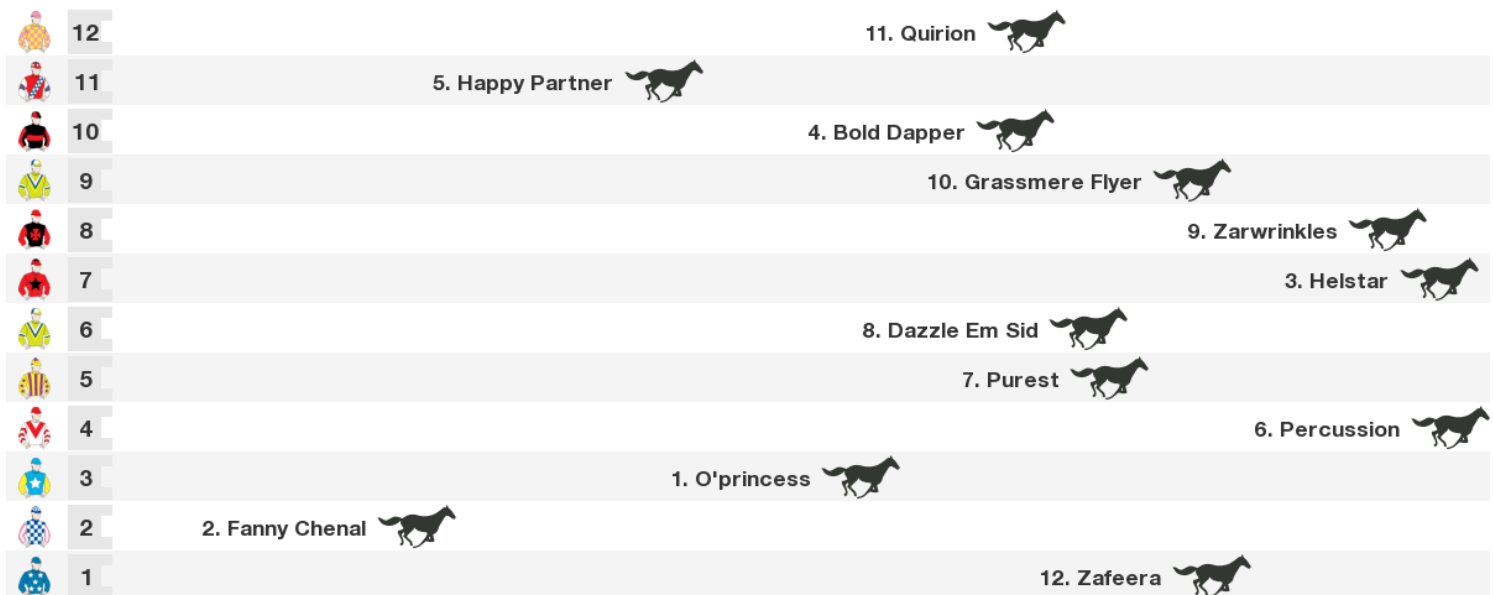 12 11. Quirion
11 5. Happy Partner
10 4. Bold Dapper
9 10. Grassmere Flyer
8 9. Zarwrinkles
7 3. Helstar
6 8. Dazzle Em Sid
5 7. Purest
4 6. Percussion
3 1. O'princess
2 2. Fanny Chenal
1 12. Zafeera